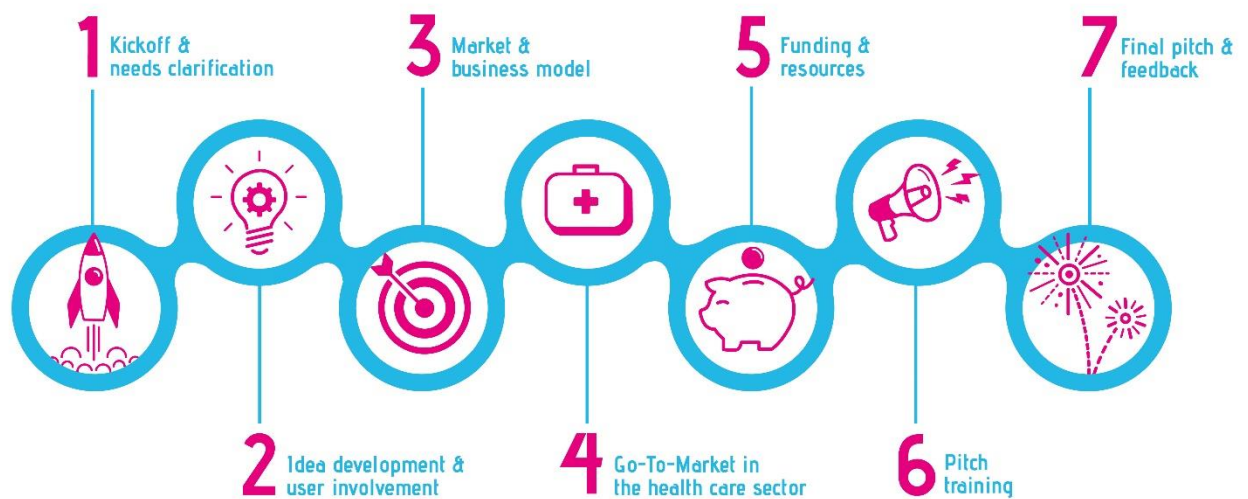 1 Kickoff &
needs clarification
2 Idea development &
user involvement
3 Market &
business model
4 Go-To-Market in
the health care sector
5 Funding &
resources
6 Pitch
training
7 Final pitch &
feedback